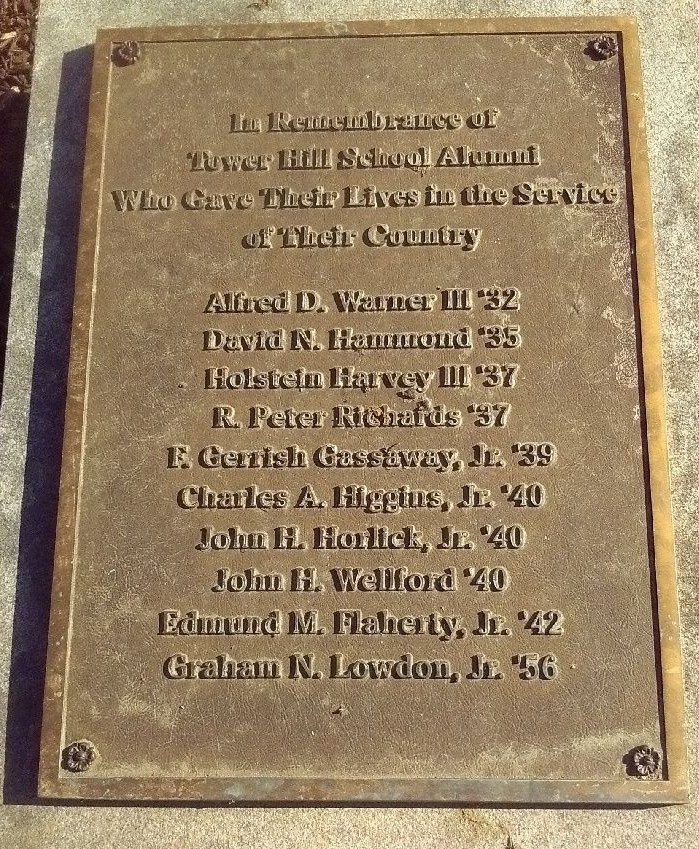 In Remembrance of
Tower Hill School Alumni
Who Gave Their Lives in the Service
of Their Country
Alfred D. Warner III '32
David N. Hammond '35
Holstein Harvey III '37
R. Peter Richards '37
F. Gerrish Gassaway, Jr. '39
Charles A. Higgins, Jr. '40
John H. Horlick, Jr. '40
John H. Wellford '40
Edmund M. Flaherty, Jr. '42
Graham N. Lowdon, Jr. '56